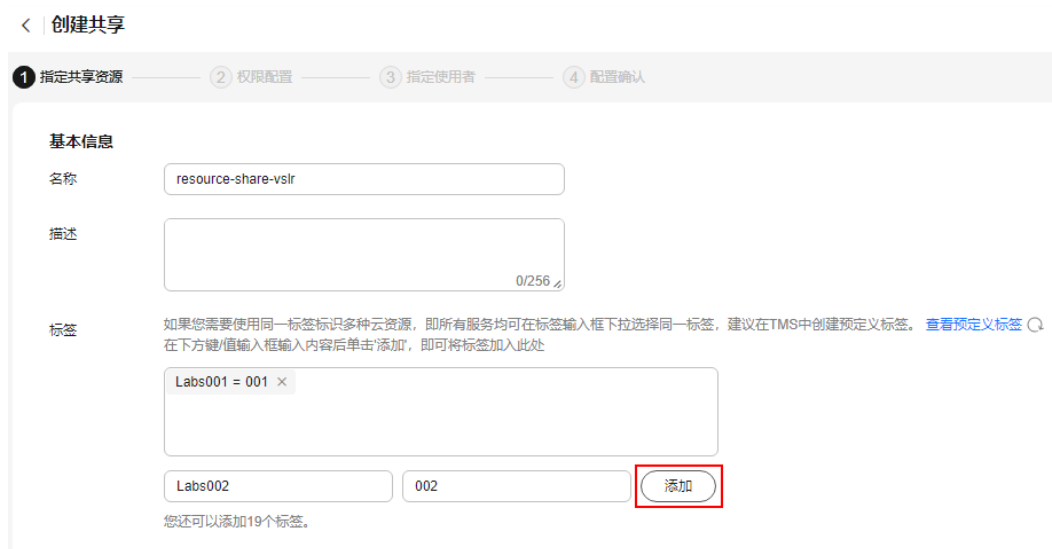 创建共享
1 指定共享资源 2 权限配置 3 指定使用者 4 配置确认
基本信息
名称 resource-share-vslr
描述
0/256
标签 如果您需要使用同一标签标识多种云资源，即所有服务均可在标签输入框下拉选择同一标签，建议在TMS中创建预定义标签。 查看预定义标签
在下方键/值输入框输入内容后单击'添加'，即可将标签加入此处
Labs001 = 001 ×
Labs002 002 添加
您还可以添加19个标签。